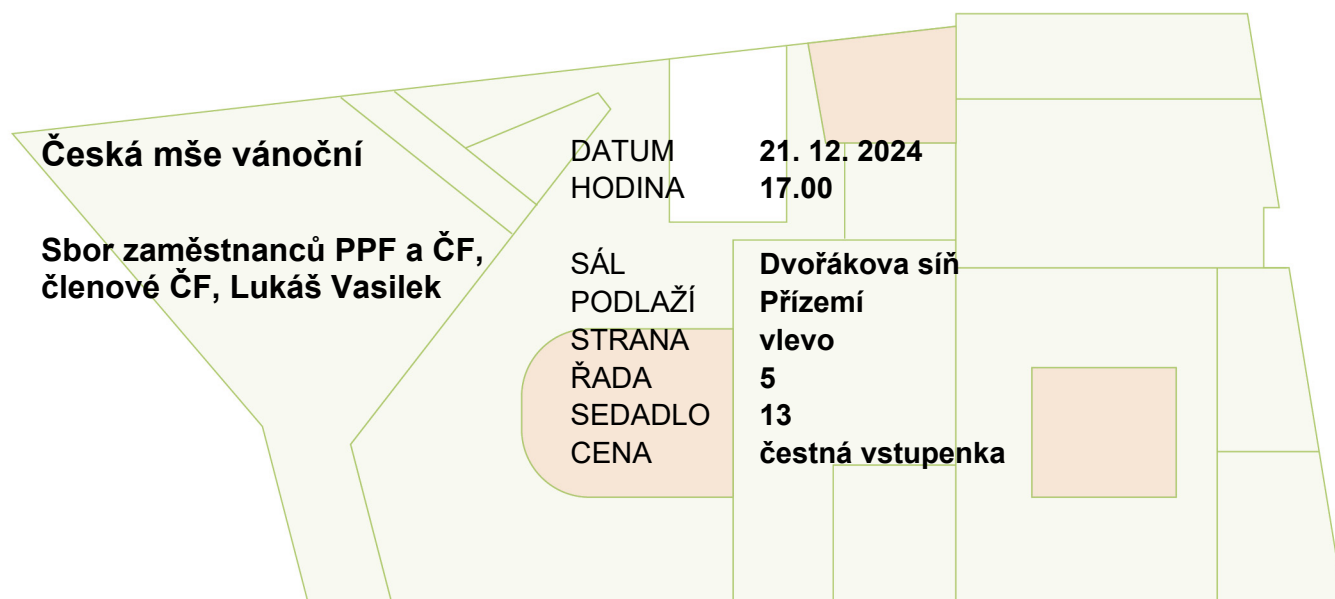 Česká mše vánoční
Sbor zaměstnanců PPF a ČF,
členové ČF, Lukáš Vasilek
DATUM 21. 12. 2024
HODINA 17.00
SÁL Dvořákova síň
PODLAŽÍ Přízemí
STRANA vlevo
ŘADA 5
SEDADLO 13
CENA čestná vstupenka